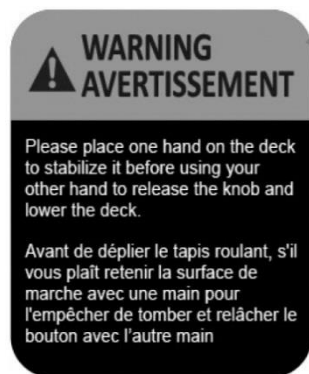 WARNING
AVERTISSEMENT
Please place one hand on the deck
to stabilize it before using your
other hand to release the knob and
lower the deck.
Avant de déplier le tapis roulant, s'il
vous plaît retenir la surface de
marche avec une main pour
l'empêcher de tomber et relâcher le
bouton avec l'autre main